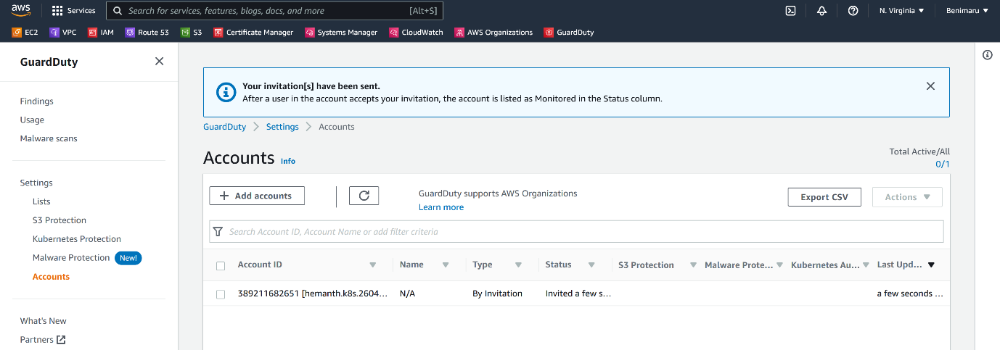 aws
Services
Search for services, features, blogs, docs, and more
[Alt+S]
N. Virginia
Benimaru
EC2
VPC
IAM
Route 53
S3
Certificate Manager
Systems Manager
CloudWatch
AWS Organizations
GuardDuty
GuardDuty
Findings
Usage
Malware scans
Settings
Lists
S3 Protection
Kubernetes Protection
Malware Protection New!
Accounts
What's New
Partners
Your invitation[s] have been sent.
After a user in the account accepts your invitation, the account is listed as Monitored in the Status column.
GuardDuty > Settings > Accounts
Accounts Info
Total Active/All
0/1
+ Add accounts
GuardDuty supports AWS Organizations
Learn more
Export CSV
Actions
Search Account ID, Account Name or add filter criteria
Account ID Name Type Status S3 Protection Malware Prote... Kubernetes Au... Last Upd...
389211682651 [hemanth.k8s.2604... N/A By Invitation Invited a few s... a few seconds ...